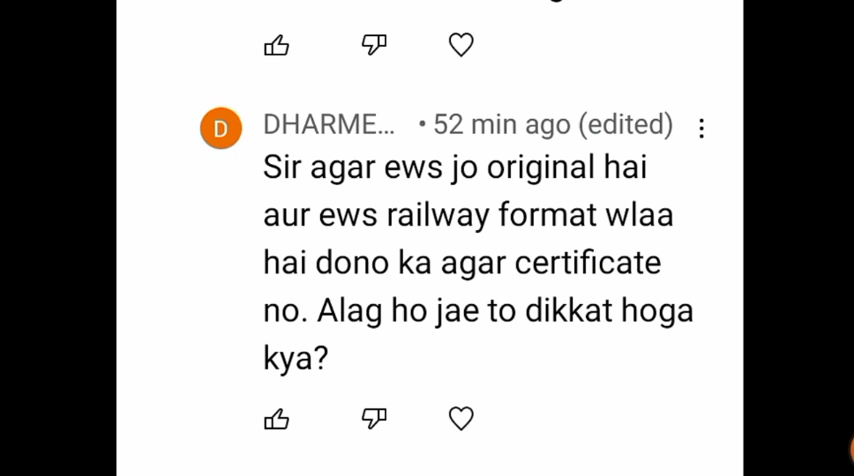 D DHARME... • 52 min ago (edited)
Sir agar ews jo original hai
aur ews railway format wlaa
hai dono ka agar certificate
no. Alag ho jae to dikkat hoga
kya?